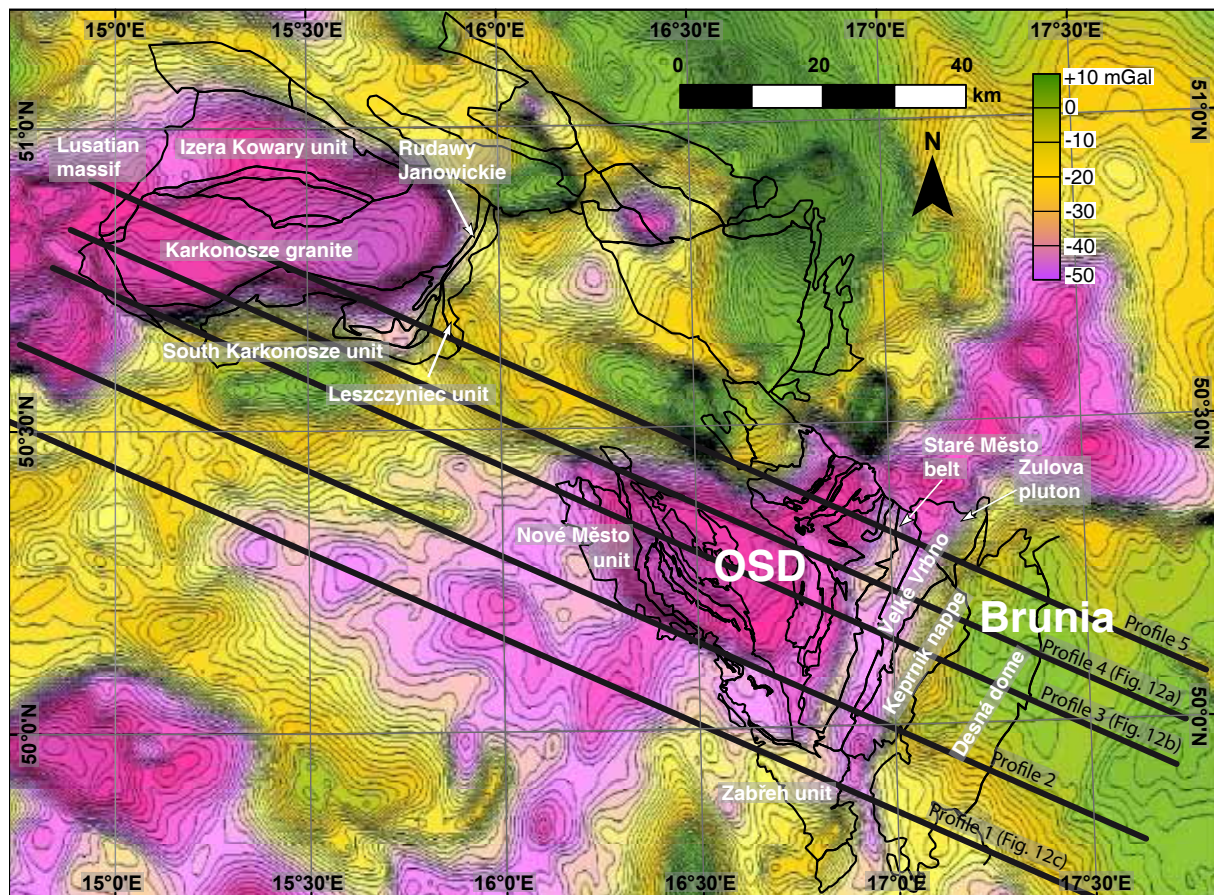 15°0'E
15°30'E
16°0'E
16°30'E
17°0'E
17°30'E
0
20
40
km
+10 mGal
0
-10
-20
-30
-40
-50
N
51°0'N
51°0'N
Lusatian
massif
Izera Kowary unit
Rudawy
Janowickie
Karkonosze granite
South Karkonosze unit
Leszczyniec unit
50°30'N
50°3'N
Staré Město
belt
Zulova
pluton
Nové Město
unit
OSD
Velké Vrbno
Keprník nappe
Brunia
Desná dome
Profile 5
Profile 4 (Fig. 12a)
Profile 3 (Fig. 12b)
Profile 2
Profile 1 (Fig. 12c)
Zabřeh unit
50°0'N
50°0'N
15°0'E
15°30'E
16°0'E
16°30'E
17°0'E
17°30'E